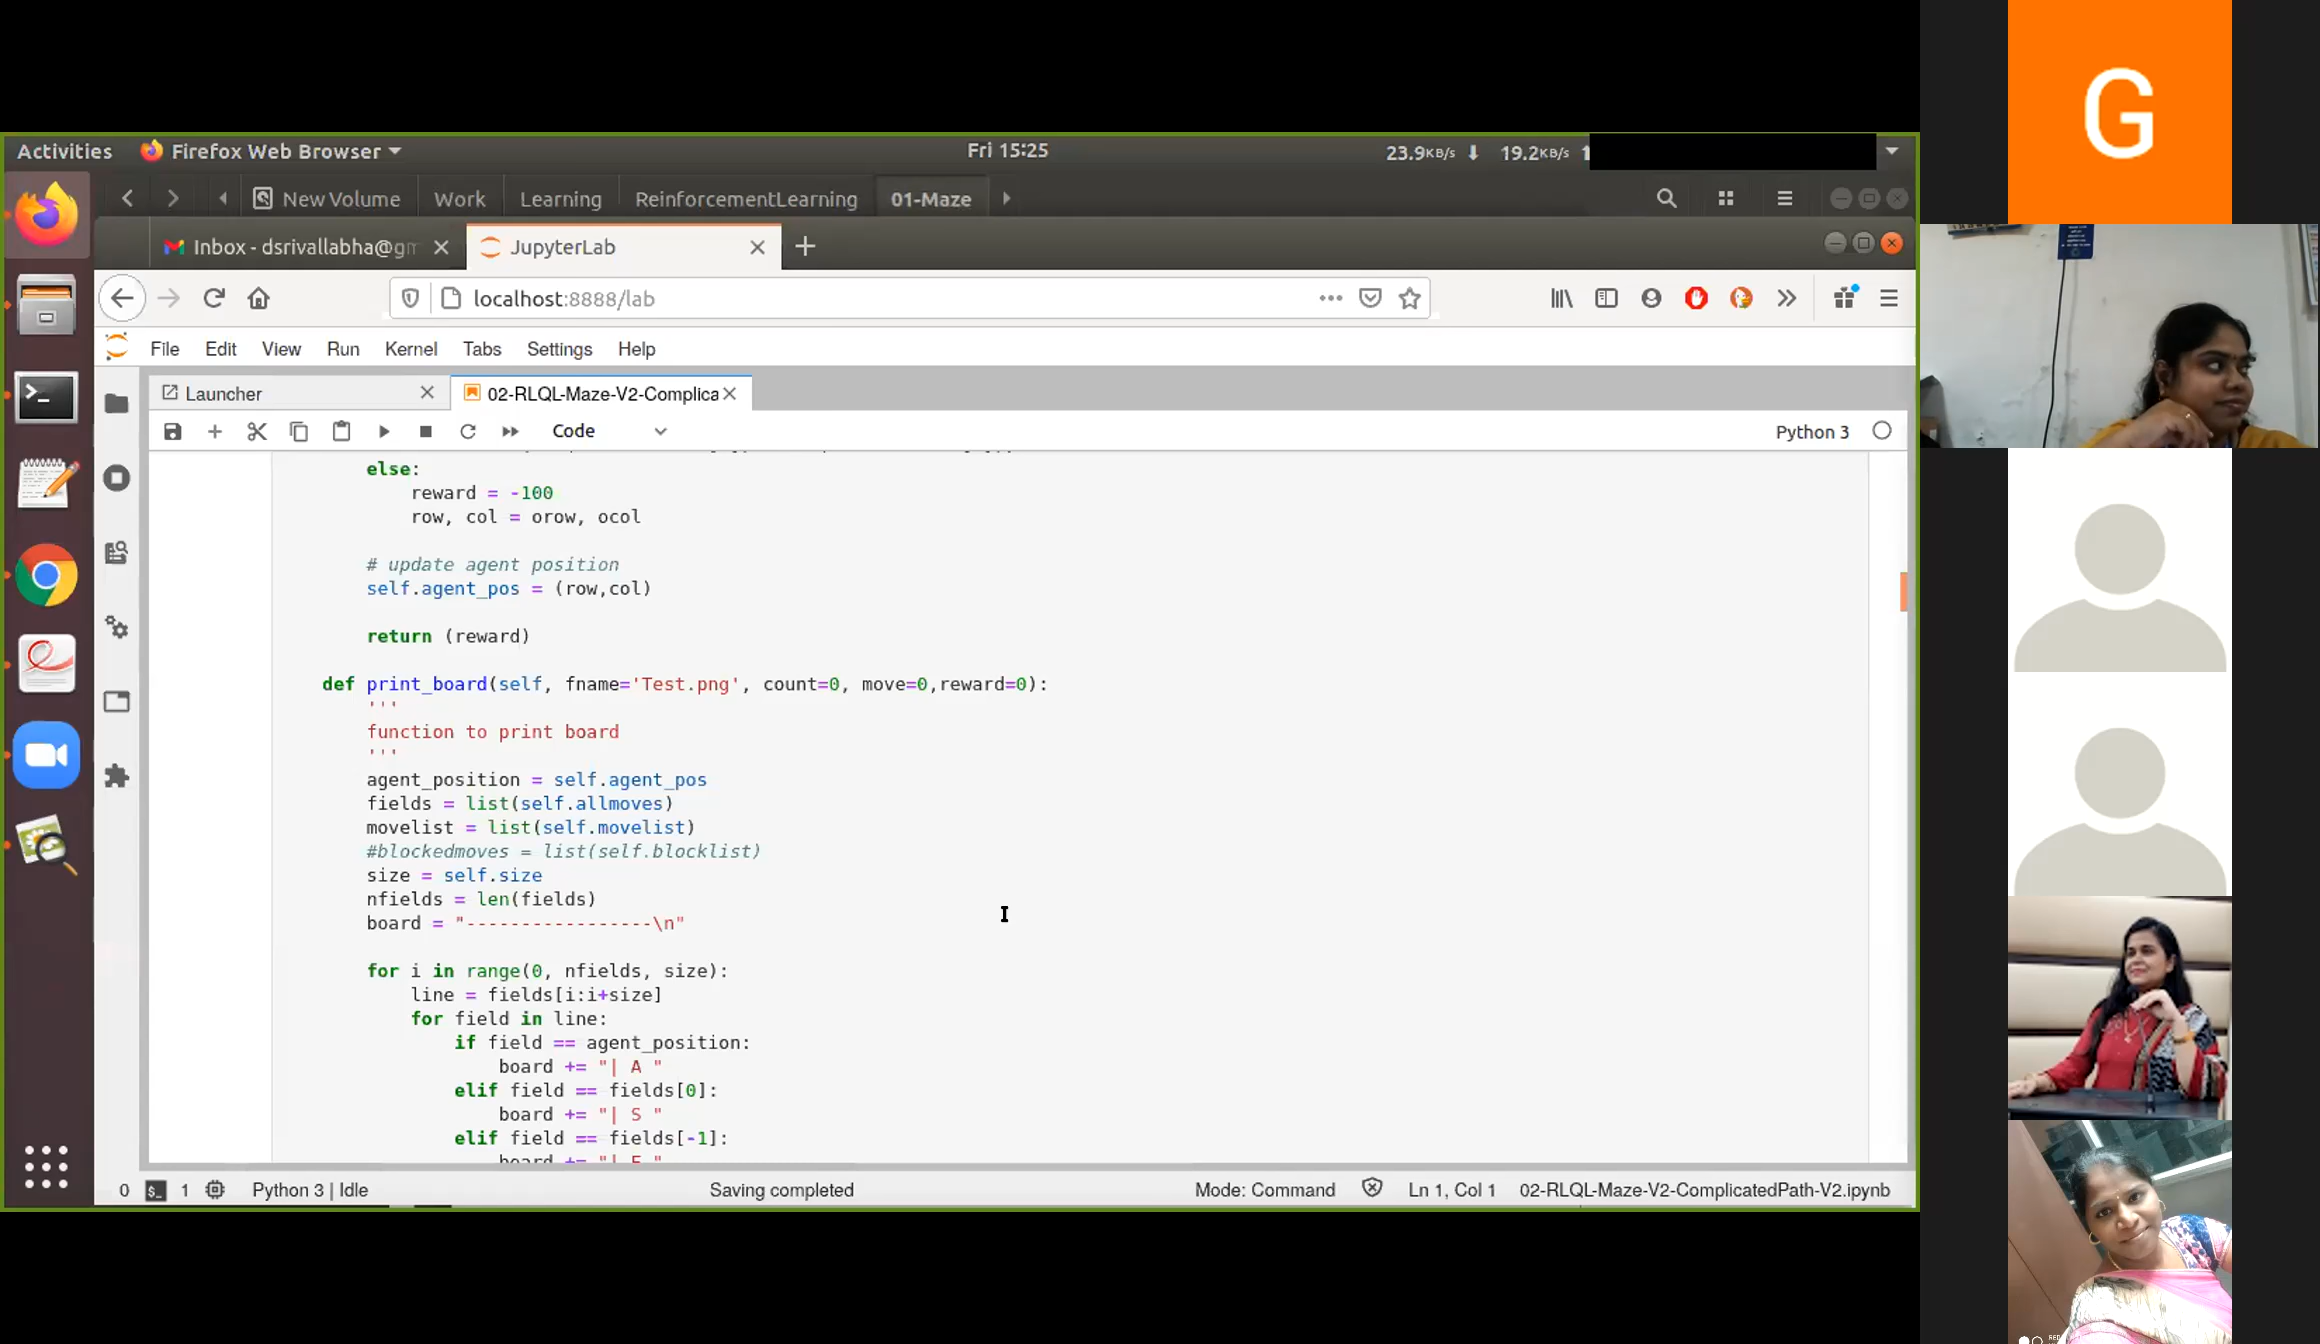 G
Activities Firefox Web Browser Fri 15:25 23.9KB/s 19.2KB/s
New Volume Work Learning ReinforcementLearning 01-Maze
Inbox - dsrivallabha@gm JupyterLab
localhost:8888/lab
File Edit View Run Kernel Tabs Settings Help
Launcher 02-RLQL-Maze-V2-Complica
Code Python 3
else:
reward = -100
row, col = orow, ocol
# update agent position
self.agent_pos = (row,col)
return (reward)
def print_board(self, fname='Test.png', count=0, move=0,reward=0):
'''
function to print board
'''
agent_position = self.agent_pos
fields = list(self.allmoves)
movelist = list(self.movelist)
#blockedmoves = list(self.blocklist)
size = self.size
nfields = len(fields)
board = "-----------------\n"
for i in range(0, nfields, size):
line = fields[i:i+size]
for field in line:
if field == agent_position:
board += "| A "
elif field == fields[0]:
board += "| S "
elif field == fields[-1]:
board += "| E "
0 1 Python 3 | Idle Saving completed Mode: Command Ln 1, Col 1 02-RLQL-Maze-V2-ComplicatedPath-V2.ipynb